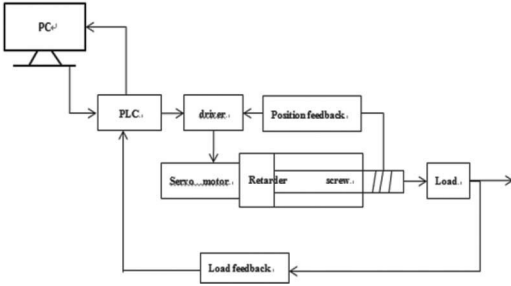 PC
PLC
driver
Position feedback
Servo motor
Retarder
screw
Load
Load feedback